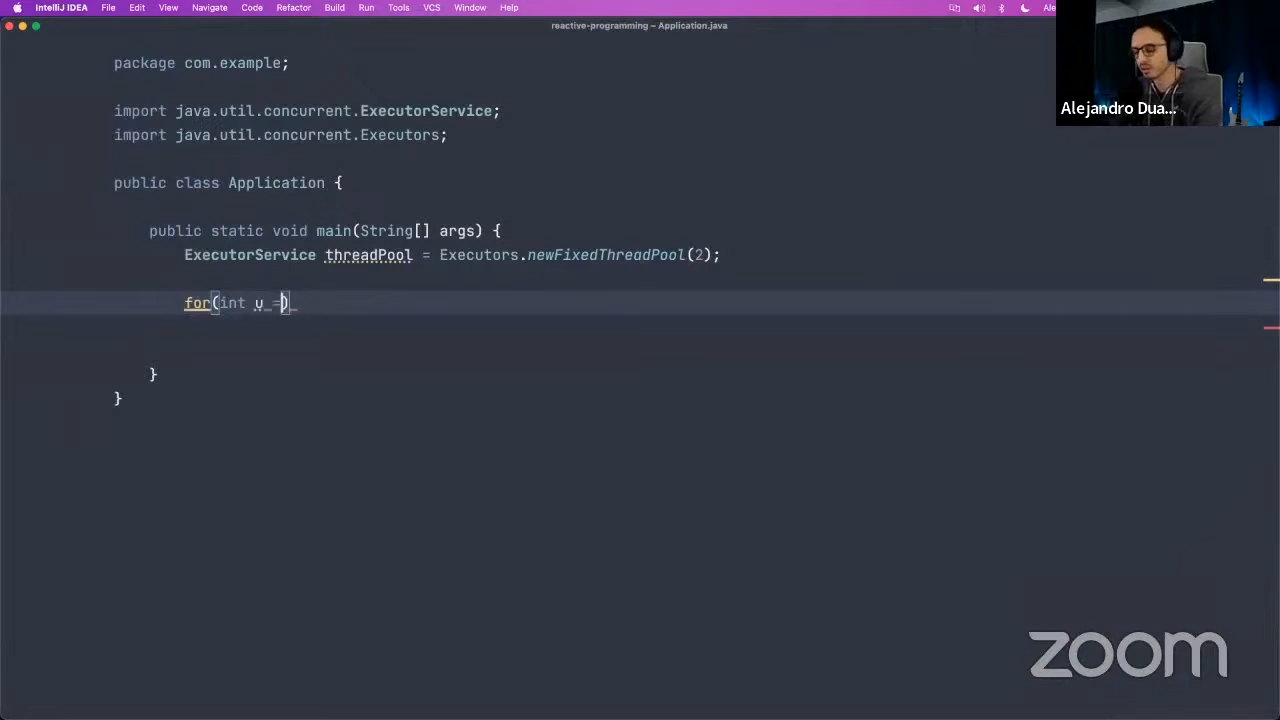 IntelliJ IDEA File Edit View Navigate Code Refactor Build Run Tools VCS Window Help Ale
reactive-programming – Application.java
Alejandro Dua...
package com.example;
import java.util.concurrent.ExecutorService;
import java.util.concurrent.Executors;
public class Application {
public static void main(String[] args) {
ExecutorService threadPool = Executors.newFixedThreadPool(2);
for(int u =)
}
}
zoom